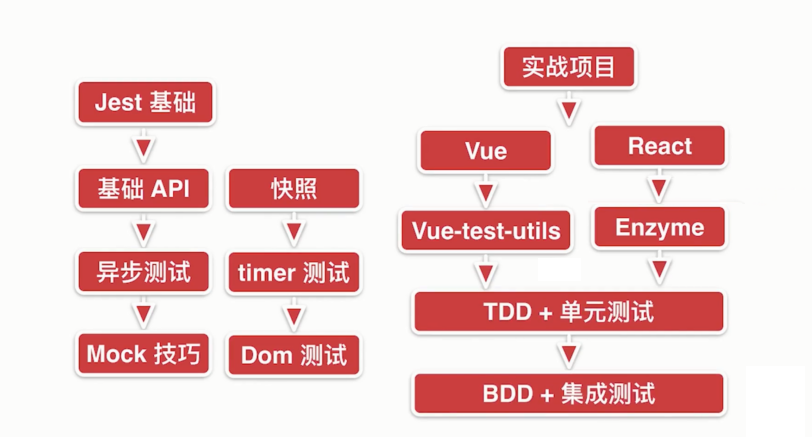 Jest 基础
基础 API
异步测试
Mock 技巧
快照
timer 测试
Dom 测试
实战项目
Vue
React
Vue-test-utils
Enzyme
TDD + 单元测试
BDD + 集成测试